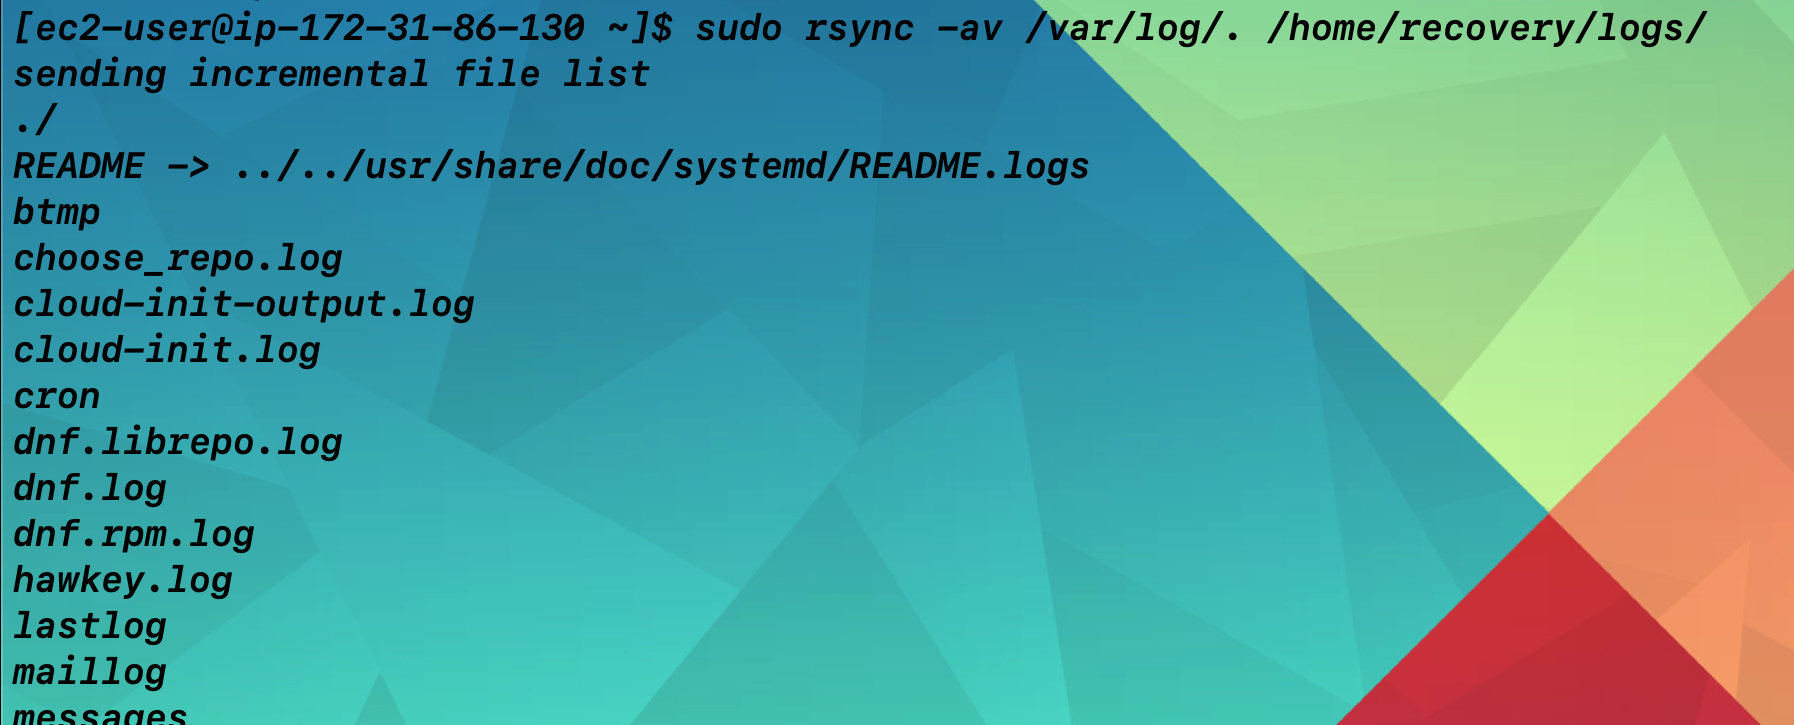 [ec2-user@ip-172-31-86-130 ~]$ sudo rsync -av /var/log/. /home/recovery/logs/
sending incremental file list
./
README -> ../../usr/share/doc/systemd/README.logs
btmp
choose_repo.log
cloud-init-output.log
cloud-init.log
cron
dnf.librepo.log
dnf.log
dnf.rpm.log
hawkey.log
lastlog
maillog
messages